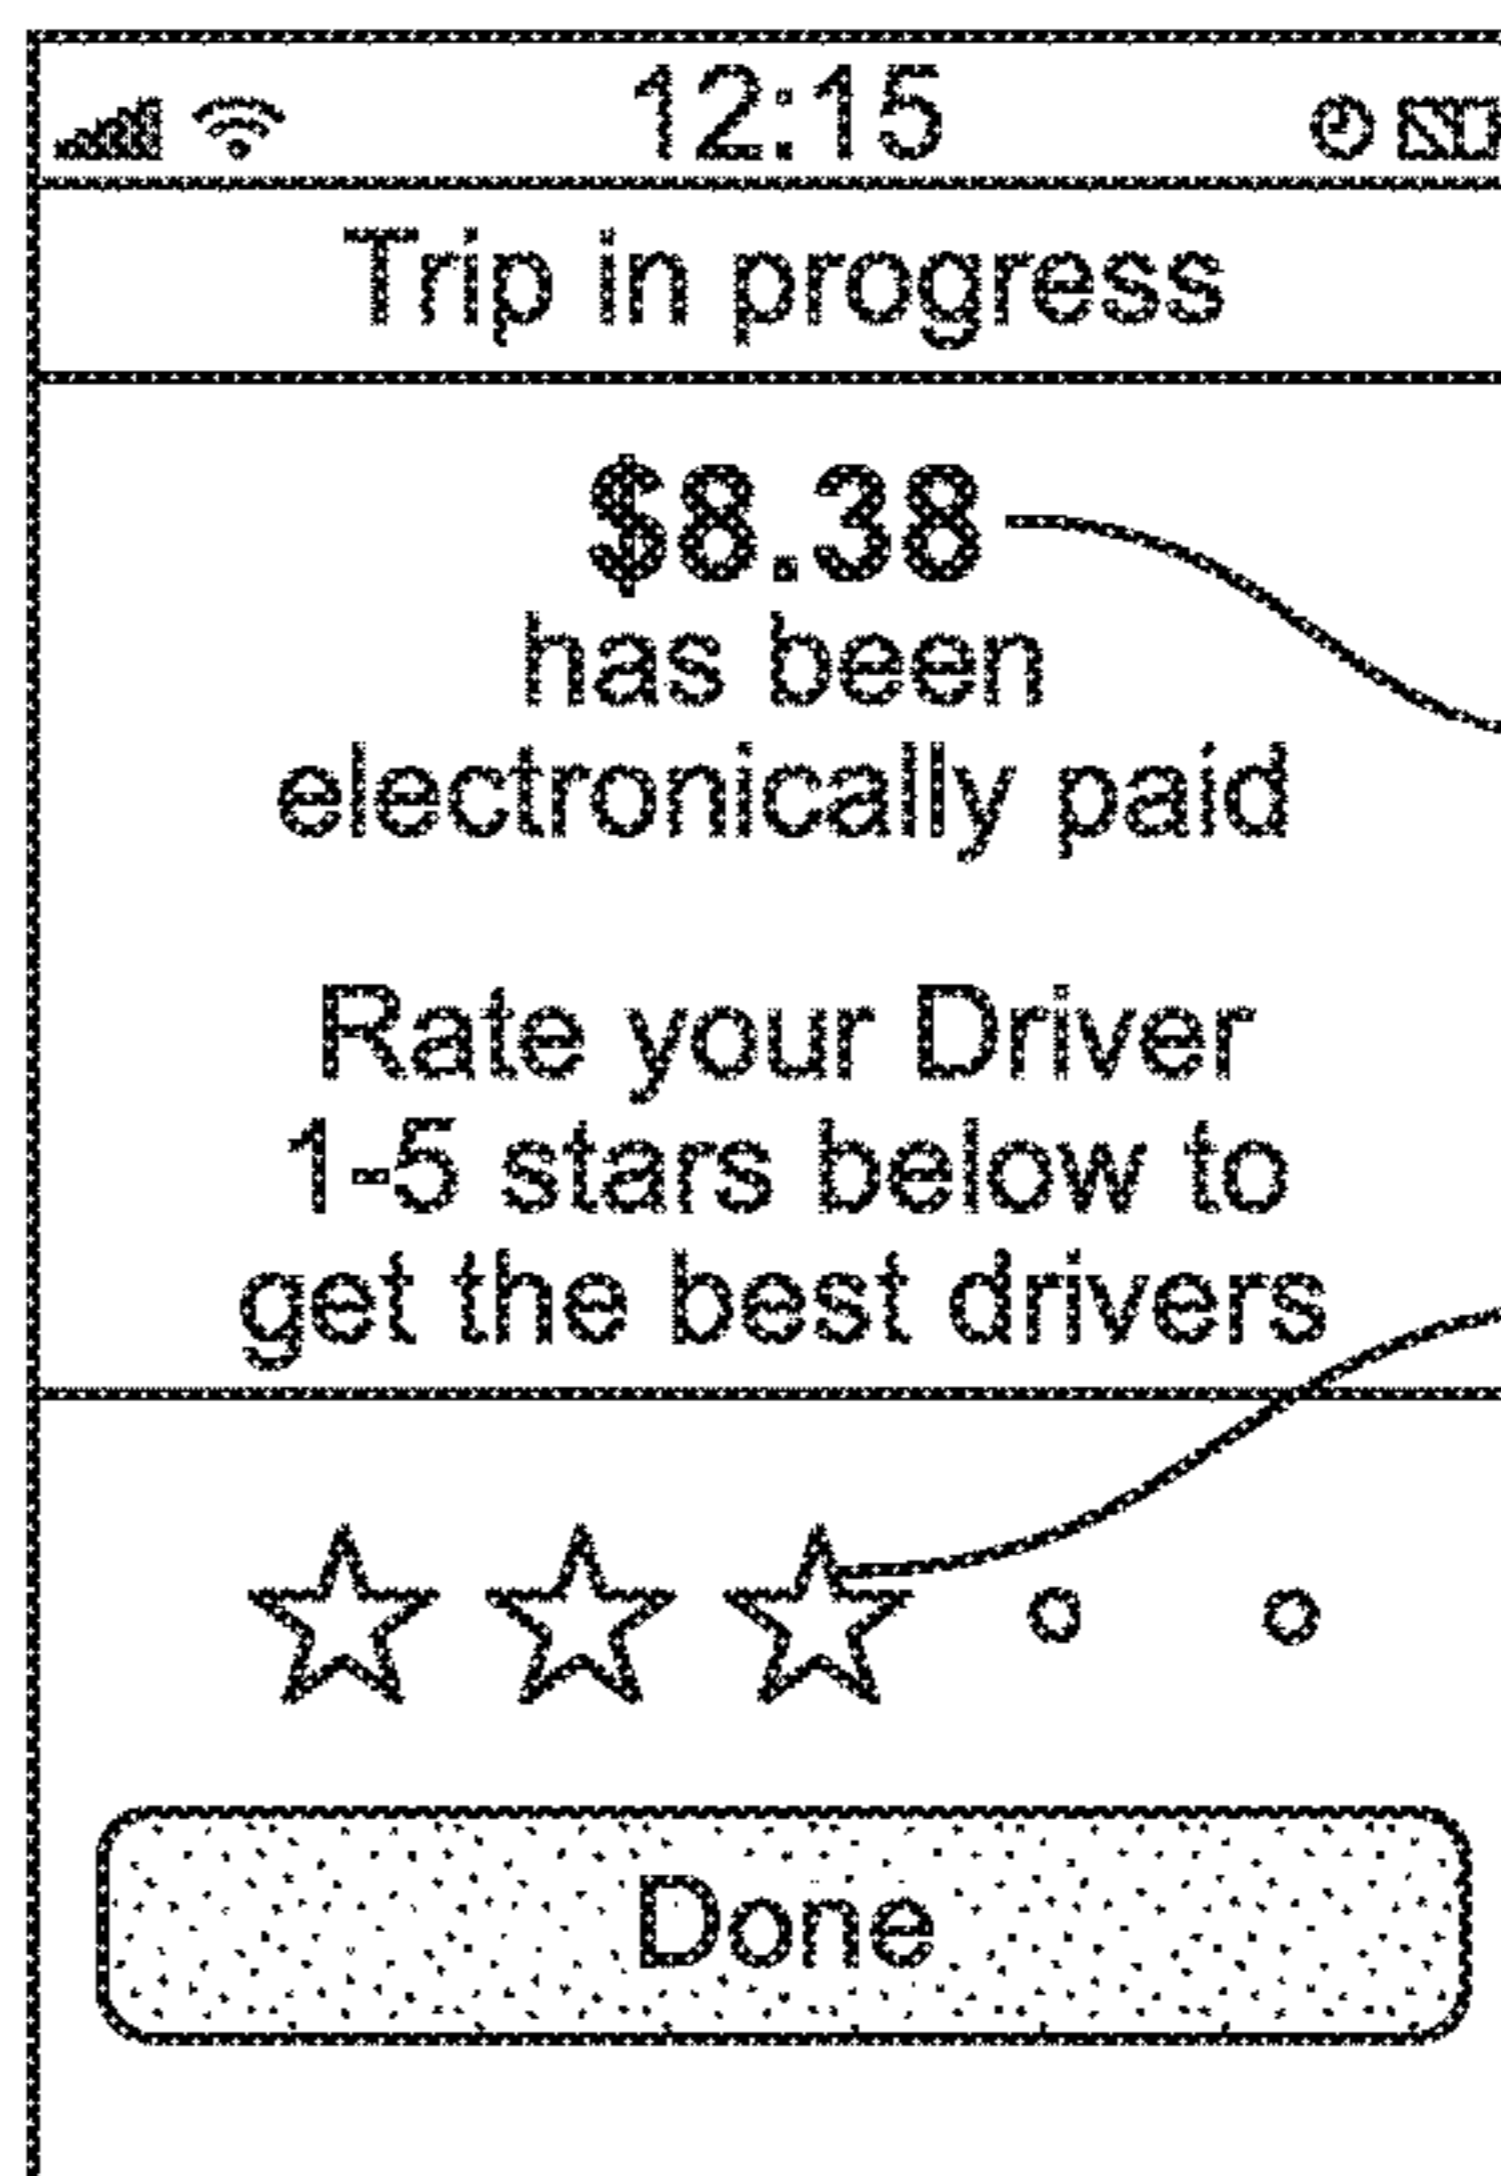 12:15
Trip in progress
$8.38
has been
electronically paid
Rate your Driver
1-5 stars below to
get the best drivers
Done